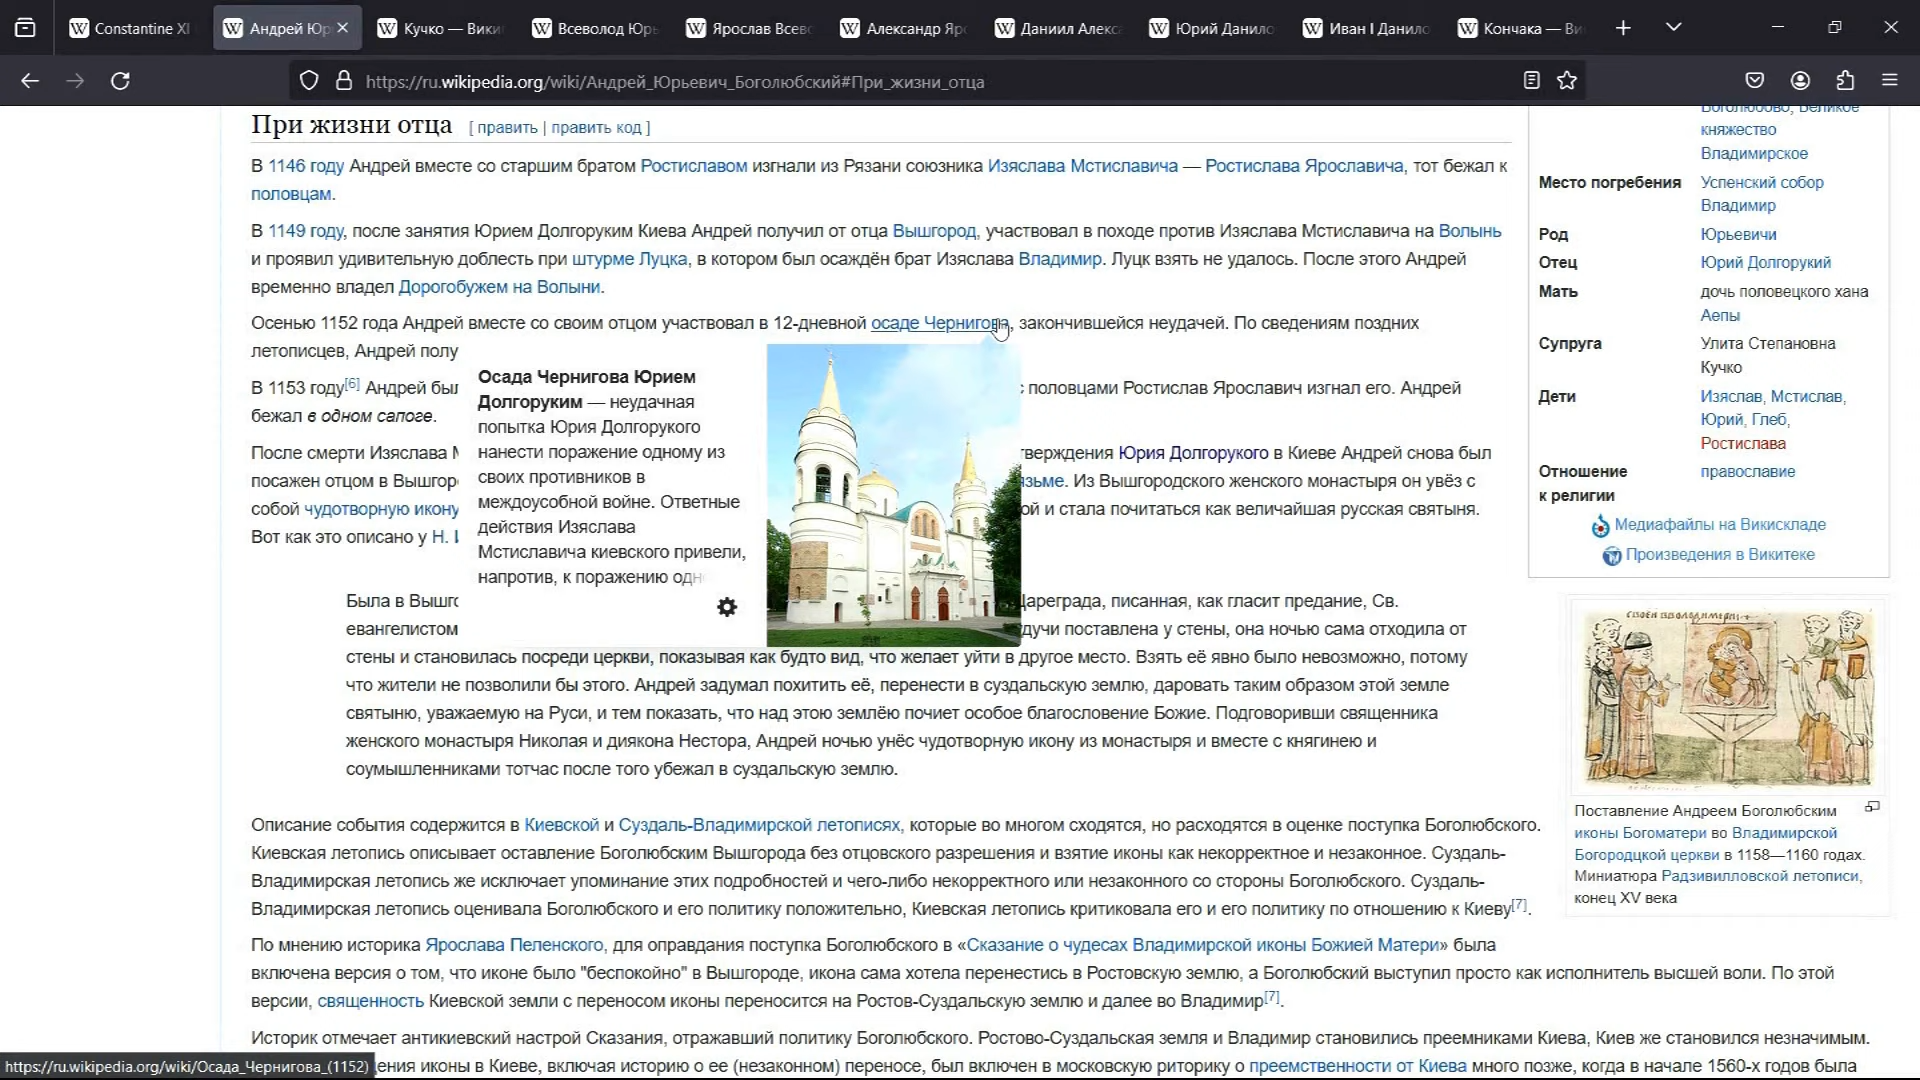 Constantine XI
Андрей Юр
Кучко — Вики
Всеволод Юрь
Ярослав Всево
Александр Яро
Даниил Алекса
Юрий Данило
Иван I Данило
Кончака — Ви
https://ru.wikipedia.org/wiki/Андрей_Юрьевич_Боголюбский#При_жизни_отца
При жизни отца [ править | править код ]
В 1146 году Андрей вместе со старшим братом Ростиславом изгнали из Рязани союзника Изяслава Мстиславича — Ростислава Ярославича, тот бежал к
половцам.
В 1149 году, после занятия Юрием Долгоруким Киева Андрей получил от отца Вышгород, участвовал в походе против Изяслава Мстиславича на Волынь
и проявил удивительную доблесть при штурме Луцка, в котором был осаждён брат Изяслава Владимир. Луцк взять не удалось. После этого Андрей
временно владел Дорогобужем на Волыни.
Осенью 1152 года Андрей вместе со своим отцом участвовал в 12-дневной осаде Чернигова, закончившейся неудачей. По сведениям поздних
летописцев, Андрей полу
В 1153 году[6] Андрей был с половцами Ростислав Ярославич изгнал его. Андрей
бежал в одном сапоге.
После смерти Изяслава М тверждения Юрия Долгорукого в Киеве Андрей снова был
посажен отцом в Вышгоро язьме. Из Вышгородского женского монастыря он увёз с
собой чудотворную икону ой и стала почитаться как величайшая русская святыня.
Вот как это описано у Н. И
Осада Чернигова Юрием
Долгоруким — неудачная
попытка Юрия Долгорукого
нанести поражение одному из
своих противников в
междоусобной войне. Ответные
действия Изяслава
Мстиславича киевского привели,
напротив, к поражению одн
Была в Вышго Цареграда, писанная, как гласит предание, Св.
евангелистом дучи поставлена у стены, она ночью сама отходила от
стены и становилась посреди церкви, показывая как будто вид, что желает уйти в другое место. Взять её явно было невозможно, потому
что жители не позволили бы этого. Андрей задумал похитить её, перенести в суздальскую землю, даровать таким образом этой земле
святыню, уважаемую на Руси, и тем показать, что над этою землёю почиет особое благословение Божие. Подговоривши священника
женского монастыря Николая и диякона Нестора, Андрей ночью унёс чудотворную икону из монастыря и вместе с княгинею и
соумышленниками тотчас после того убежал в суздальскую землю.
Описание события содержится в Киевской и Суздаль-Владимирской летописях, которые во многом сходятся, но расходятся в оценке поступка Боголюбского.
Киевская летопись описывает оставление Боголюбским Вышгорода без отцовского разрешения и взятие иконы как некорректное и незаконное. Суздаль-
Владимирская летопись же исключает упоминание этих подробностей и чего-либо некорректного или незаконного со стороны Боголюбского. Суздаль-
Владимирская летопись оценивала Боголюбского и его политику положительно, Киевская летопись критиковала его и его политику по отношению к Киеву[7].
По мнению историка Ярослава Пеленского, для оправдания поступка Боголюбского в «Сказание о чудесах Владимирской иконы Божией Матери» была
включена версия о том, что иконе было "беспокойно" в Вышгороде, икона сама хотела перенестись в Ростовскую землю, а Боголюбский выступил просто как исполнитель высшей воли. По этой
версии, священность Киевской земли с переносом иконы переносится на Ростов-Суздальскую землю и далее во Владимир[7].
Историк отмечает антикиевский настрой Сказания, отражавший политику Боголюбского. Ростово-Суздальская земля и Владимир становились преемниками Киева, Киев же становился незначимым.
ения иконы в Киеве, включая историю о ее (незаконном) переносе, был включен в московскую риторику о преемственности от Киева много позже, когда в начале 1560-х годов была
Боголюбово, Великое
княжество
Владимирское
Место погребения Успенский собор
Владимир
Род Юрьевичи
Отец Юрий Долгорукий
Мать дочь половецкого хана
Аепы
Супруга Улита Степановна
Кучко
Дети Изяслав, Мстислав,
Юрий, Глеб,
Ростислава
Отношение православие
к религии
Медиафайлы на Викискладе
Произведения в Викитеке
Поставление Андреем Боголюбским
иконы Богоматери во Владимирской
Богородцкой церкви в 1158—1160 годах.
Миниатюра Радзивилловской летописи,
конец XV века
https://ru.wikipedia.org/wiki/Осада_Чернигова_(1152)